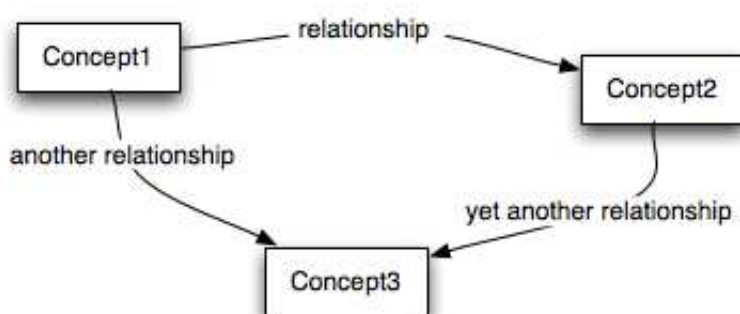 relationship
Concept1
Concept2
another relationship
yet another relationship
Concept3